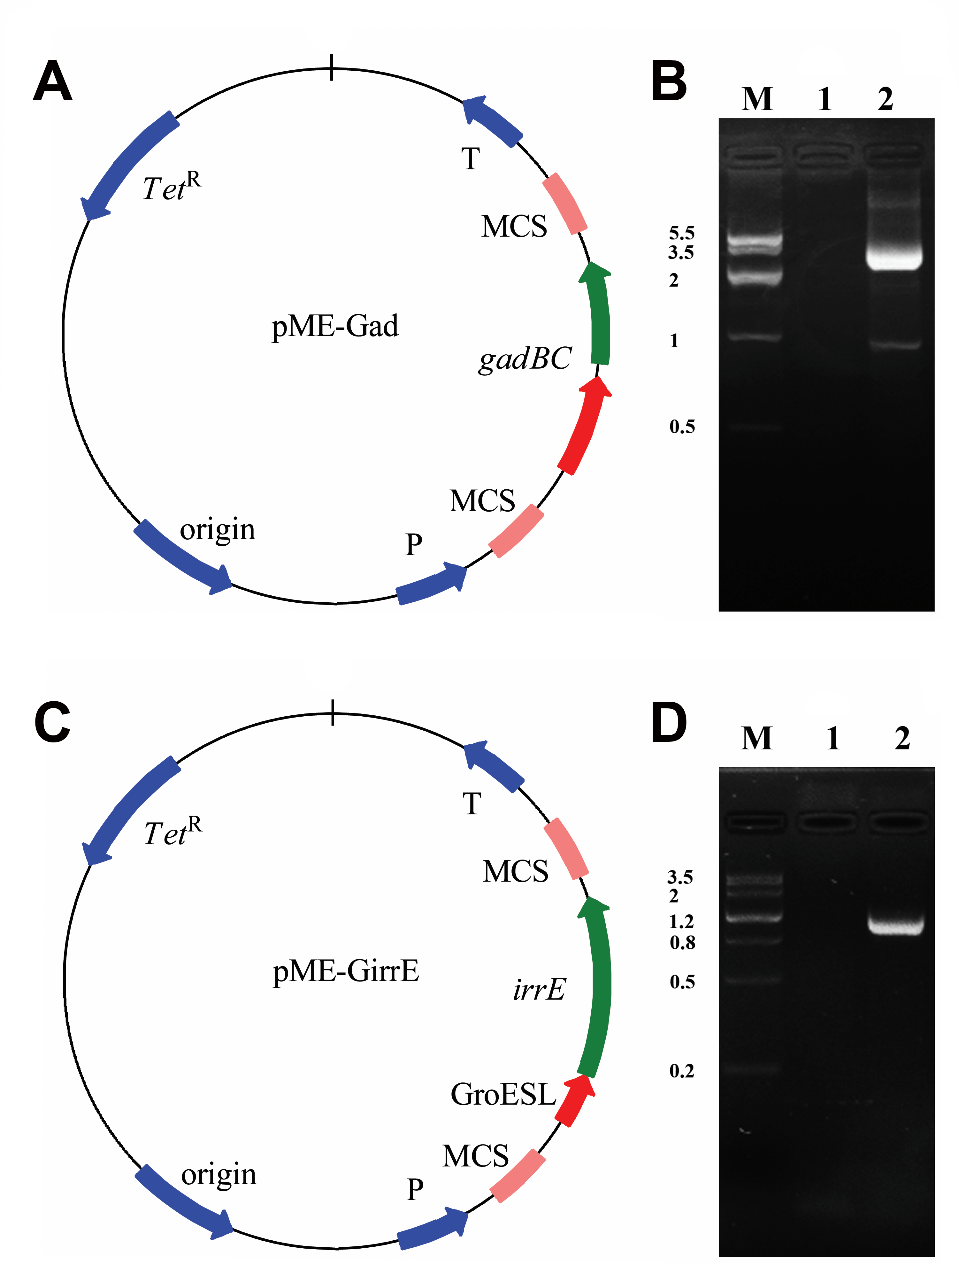 A
Tet^R
T
MCS
pME-Gad
gadBC
MCS
origin
P
B
M 1 2
5.5
3.5
2
1
0.5
C
Tet^R
T
MCS
pME-GirrE
irrE
GroESL
MCS
origin
P
D
M 1 2
3.5
2
1.2
0.8
0.5
0.2